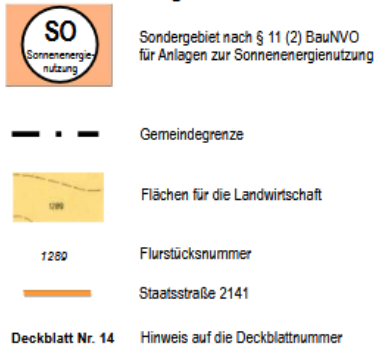 SO
Sonnenenergie-
nutzung
Sondergebiet nach § 11 (2) BauNVO
für Anlagen zur Sonnenenergienutzung
Gemeindegrenze
1289
Flächen für die Landwirtschaft
1289 Flurstücksnummer
Staatsstraße 2141
Deckblatt Nr. 14 Hinweis auf die Deckblattnummer